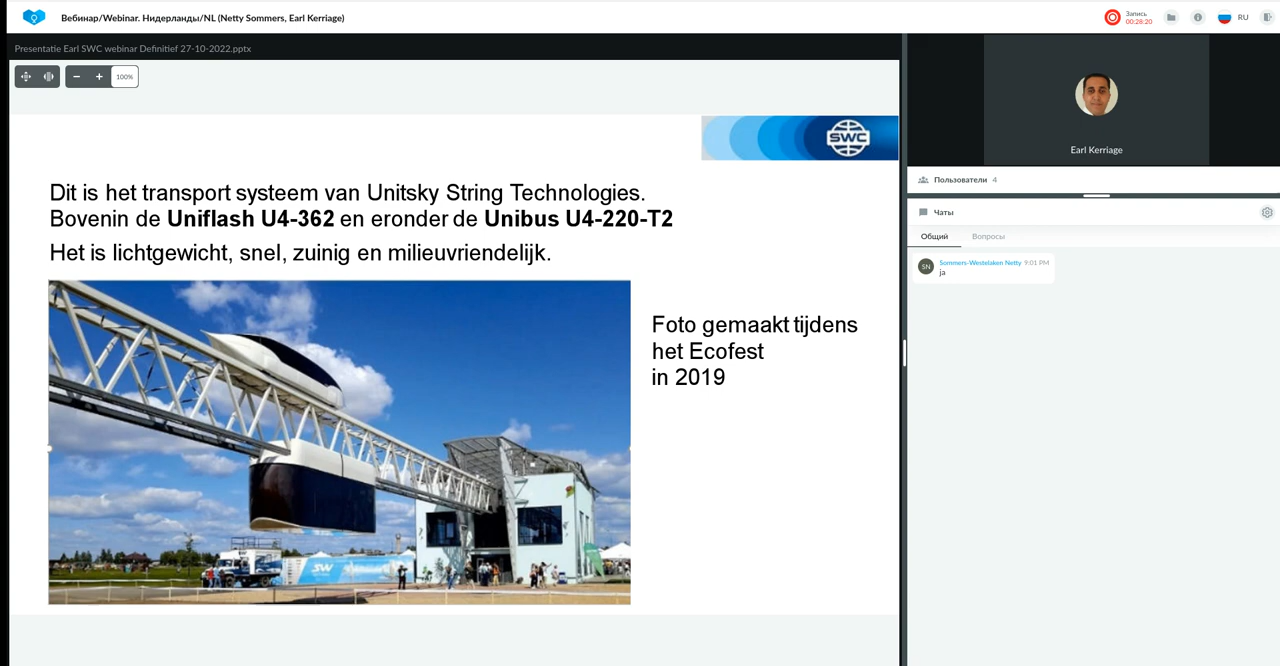 Вебинар/Webinar. Нидерланды/NL (Netty Sommers, Earl Kerriage)
Запись
00:28:20
RU
Presentatie Earl SWC webinar Definitief 27-10-2022.pptx
100%
SWC
Dit is het transport systeem van Unitsky String Technologies.
Bovenin de Uniflash U4-362 en eronder de Unibus U4-220-T2
Het is lichtgewicht, snel, zuinig en milieuvriendelijk.
Foto gemaakt tijdens
het Ecofest
in 2019
SW
Earl Kerriage
Пользователи 4
Чаты
Общий Вопросы
SN
Sommers-Westelaken Netty 9:01 PM
ja